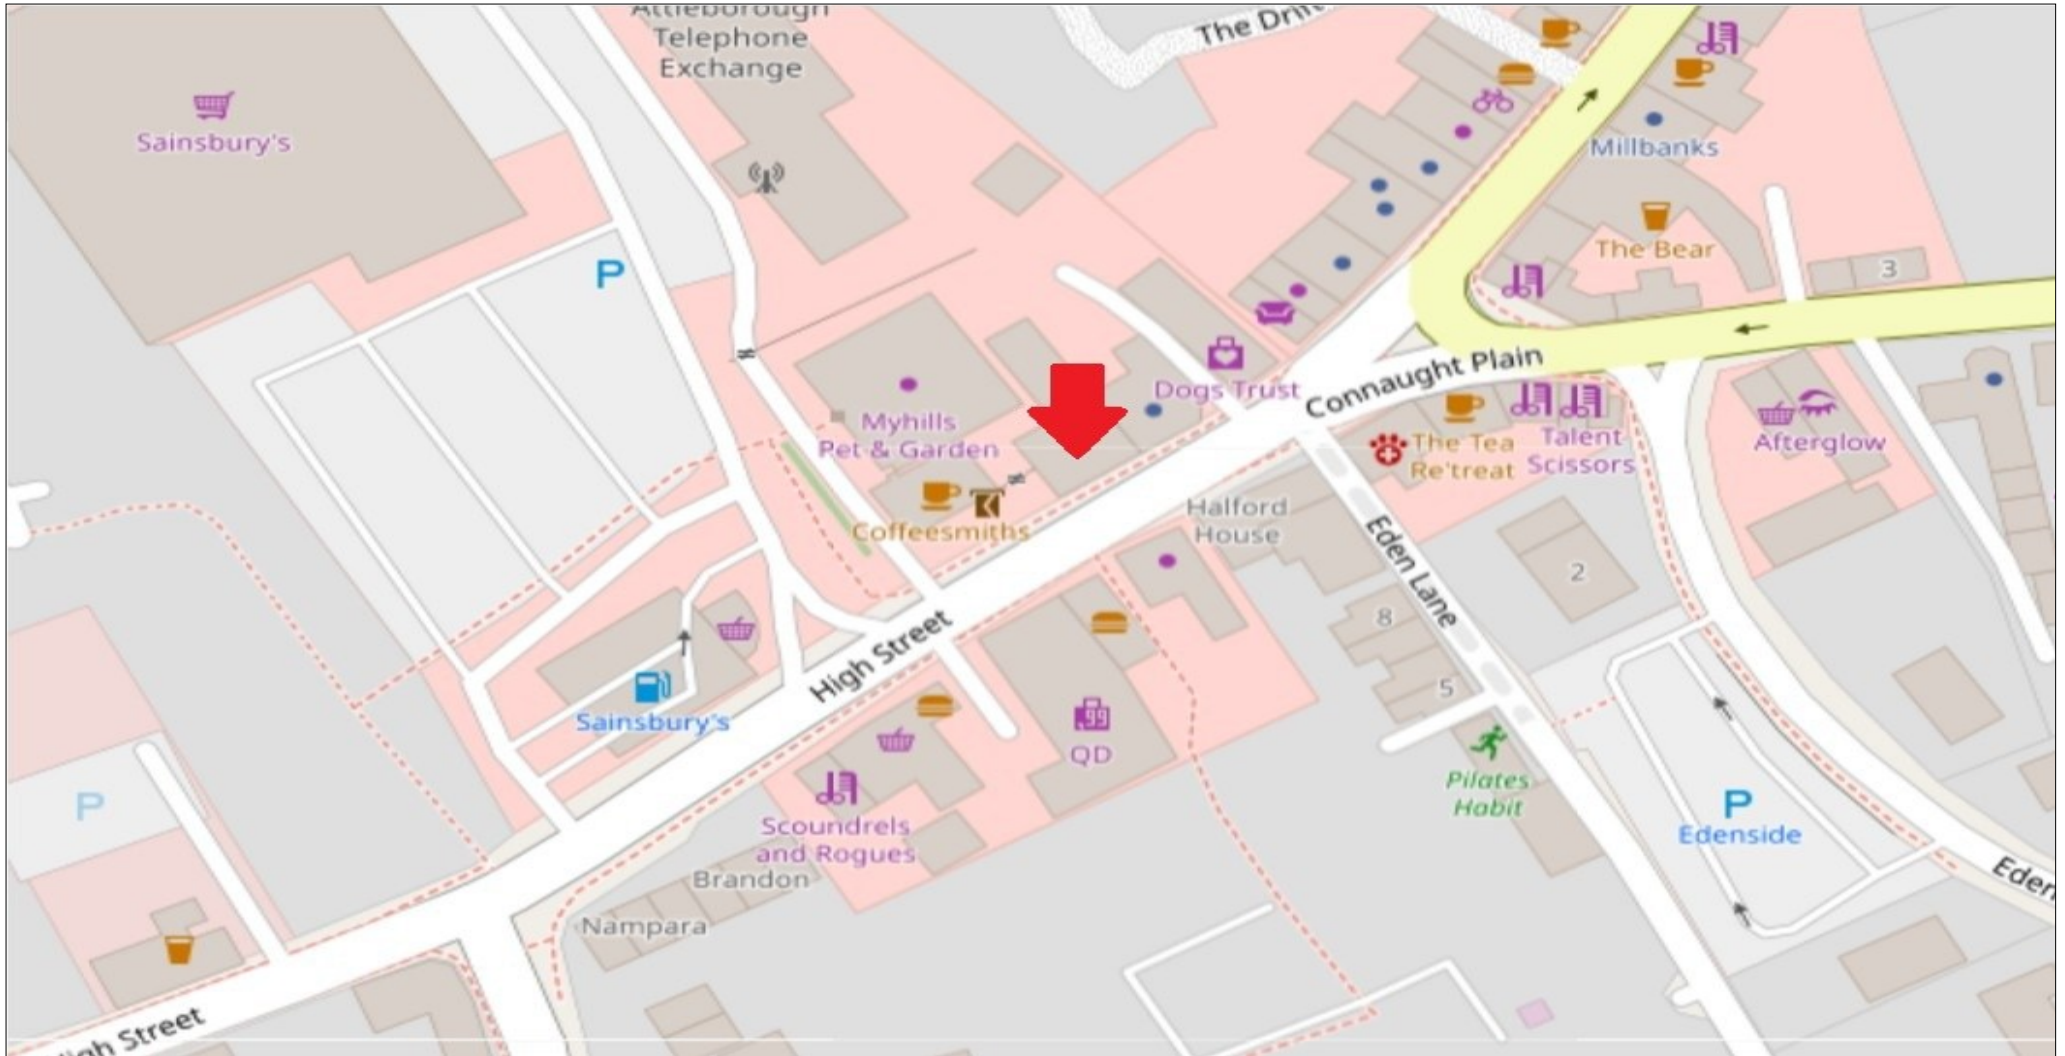 Attleborough
Telephone
Exchange
The Drift
Sainsbury's
P
Millbanks
The Bear
3
Dogs Trust
Connaught Plain
Myhills
Pet & Garden
The Tea
Re'treat
Talent
Scissors
Afterglow
Coffeesmiths
Halford
House
Eden Lane
2
8
High Street
5
Sainsbury's
99
QD
Pilates
Habit
P
P
Edenside
Scoundrels
and Rogues
Brandon
Eden
Nampara
High Street